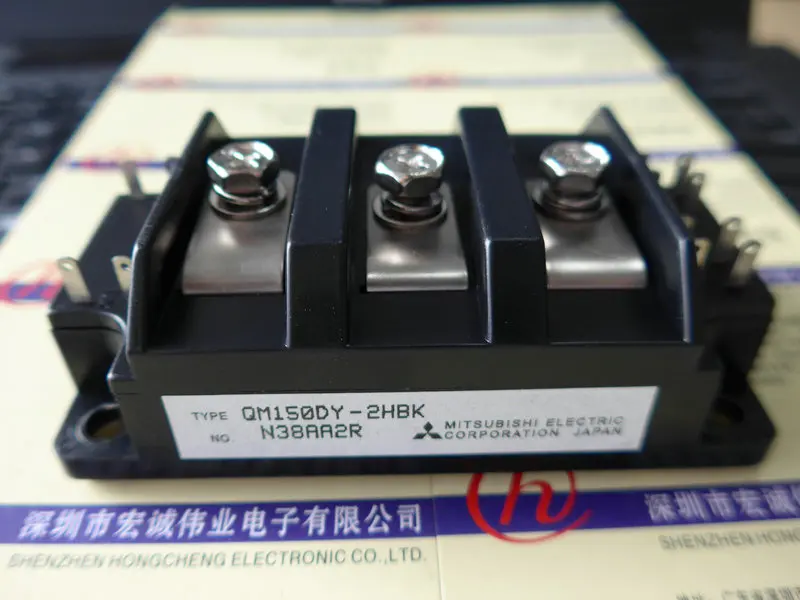 TYPE QM150DY-2HBK
NO. N38AA2R
MITSUBISHI ELECTRIC
CORPORATION JAPAN
h
深圳市宏诚伟业电子有限公司
SHENZHEN HONGCHENG ELECTRONIC CO.,LTD.
h
深圳市宏诚伟
SHENZHEN HONGC